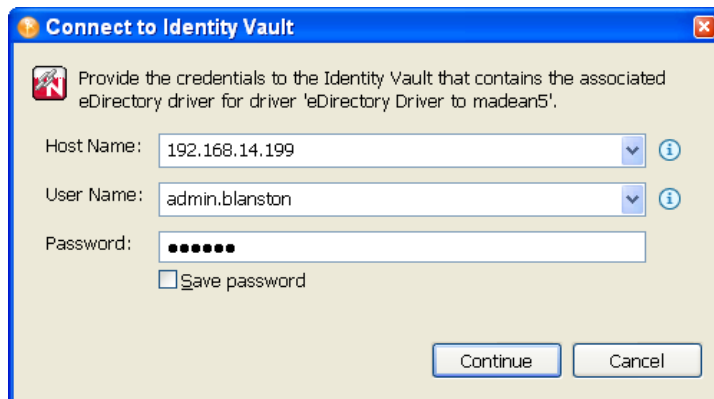 Connect to Identity Vault
Provide the credentials to the Identity Vault that contains the associated
eDirectory driver for driver 'eDirectory Driver to madean5'.
Host Name: 192.168.14.199
User Name: admin.blanston
Password: ●●●●●●
Save password
Continue Cancel